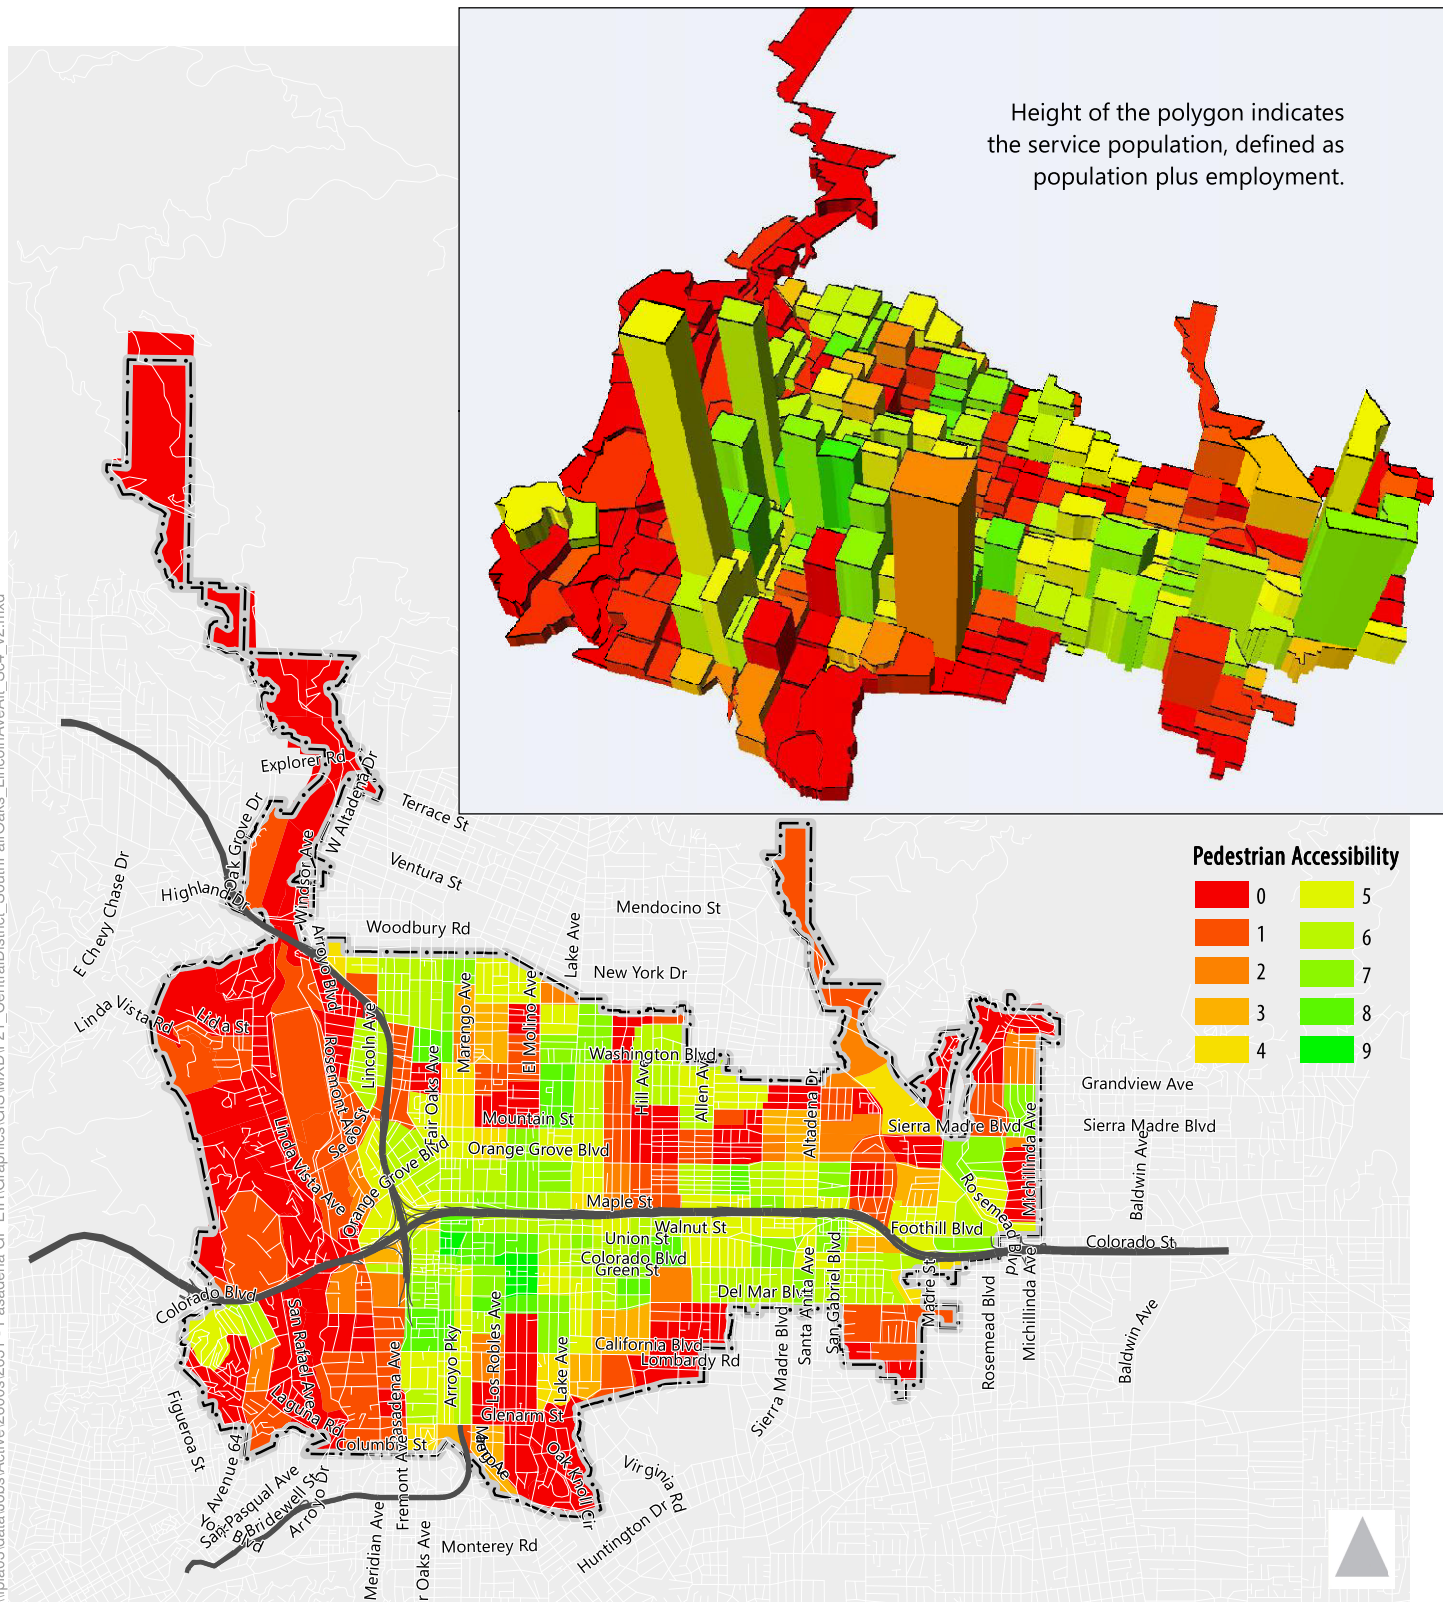 Height of the polygon indicates
the service population, defined as
population plus employment.
Pedestrian Accessibility
0
1
2
3
4
5
6
7
8
9
Explorer Rd
W Altadena Dr
Terrace St
Oak Grove Dr
Windsor Ave
Ventura St
E Chevy Chase Dr
Highland Dr
Mendocino St
Woodbury Rd
Lake Ave
New York Dr
Arroyo Blvd
Linda Vista Rd
Lida St
Marengo Ave
El Molino Ave
Lincoln Ave
Rosemont Ave
Washington Blvd
Fair Oaks Ave
Hill Ave
Allen Ave
Altadena Dr
Grandview Ave
Mountain St
Seco St
Sierra Madre Blvd
Sierra Madre Blvd
Michillinda Ave
Baldwin Ave
Linda Vista Ave
Orange Grove Blvd
Orange Grove Blvd
Maple St
Rosemead Blvd
Walnut St
Foothill Blvd
Union St
Colorado St
Colorado Blvd
Green St
Colorado Blvd
Del Mar Blvd
San Rafael Ave
Santa Anita Ave
San Gabriel Blvd
Madre St
Rosemead Blvd
Michillinda Ave
Baldwin Ave
Pasadena Ave
Arroyo Pky
Los Robles Ave
Lake Ave
California Blvd
Lombardy Rd
Sierra Madre Blvd
Figueroa St
Laguna Rd
Glenarm St
Columbia St
Oak Knoll Cir
Virginia Rd
San Pasqual Ave
Bridewell St
Arroyo Dr
Blvd
Meridian Ave
Fremont Ave
r Oaks Ave
Monterey Rd
Huntington Dr